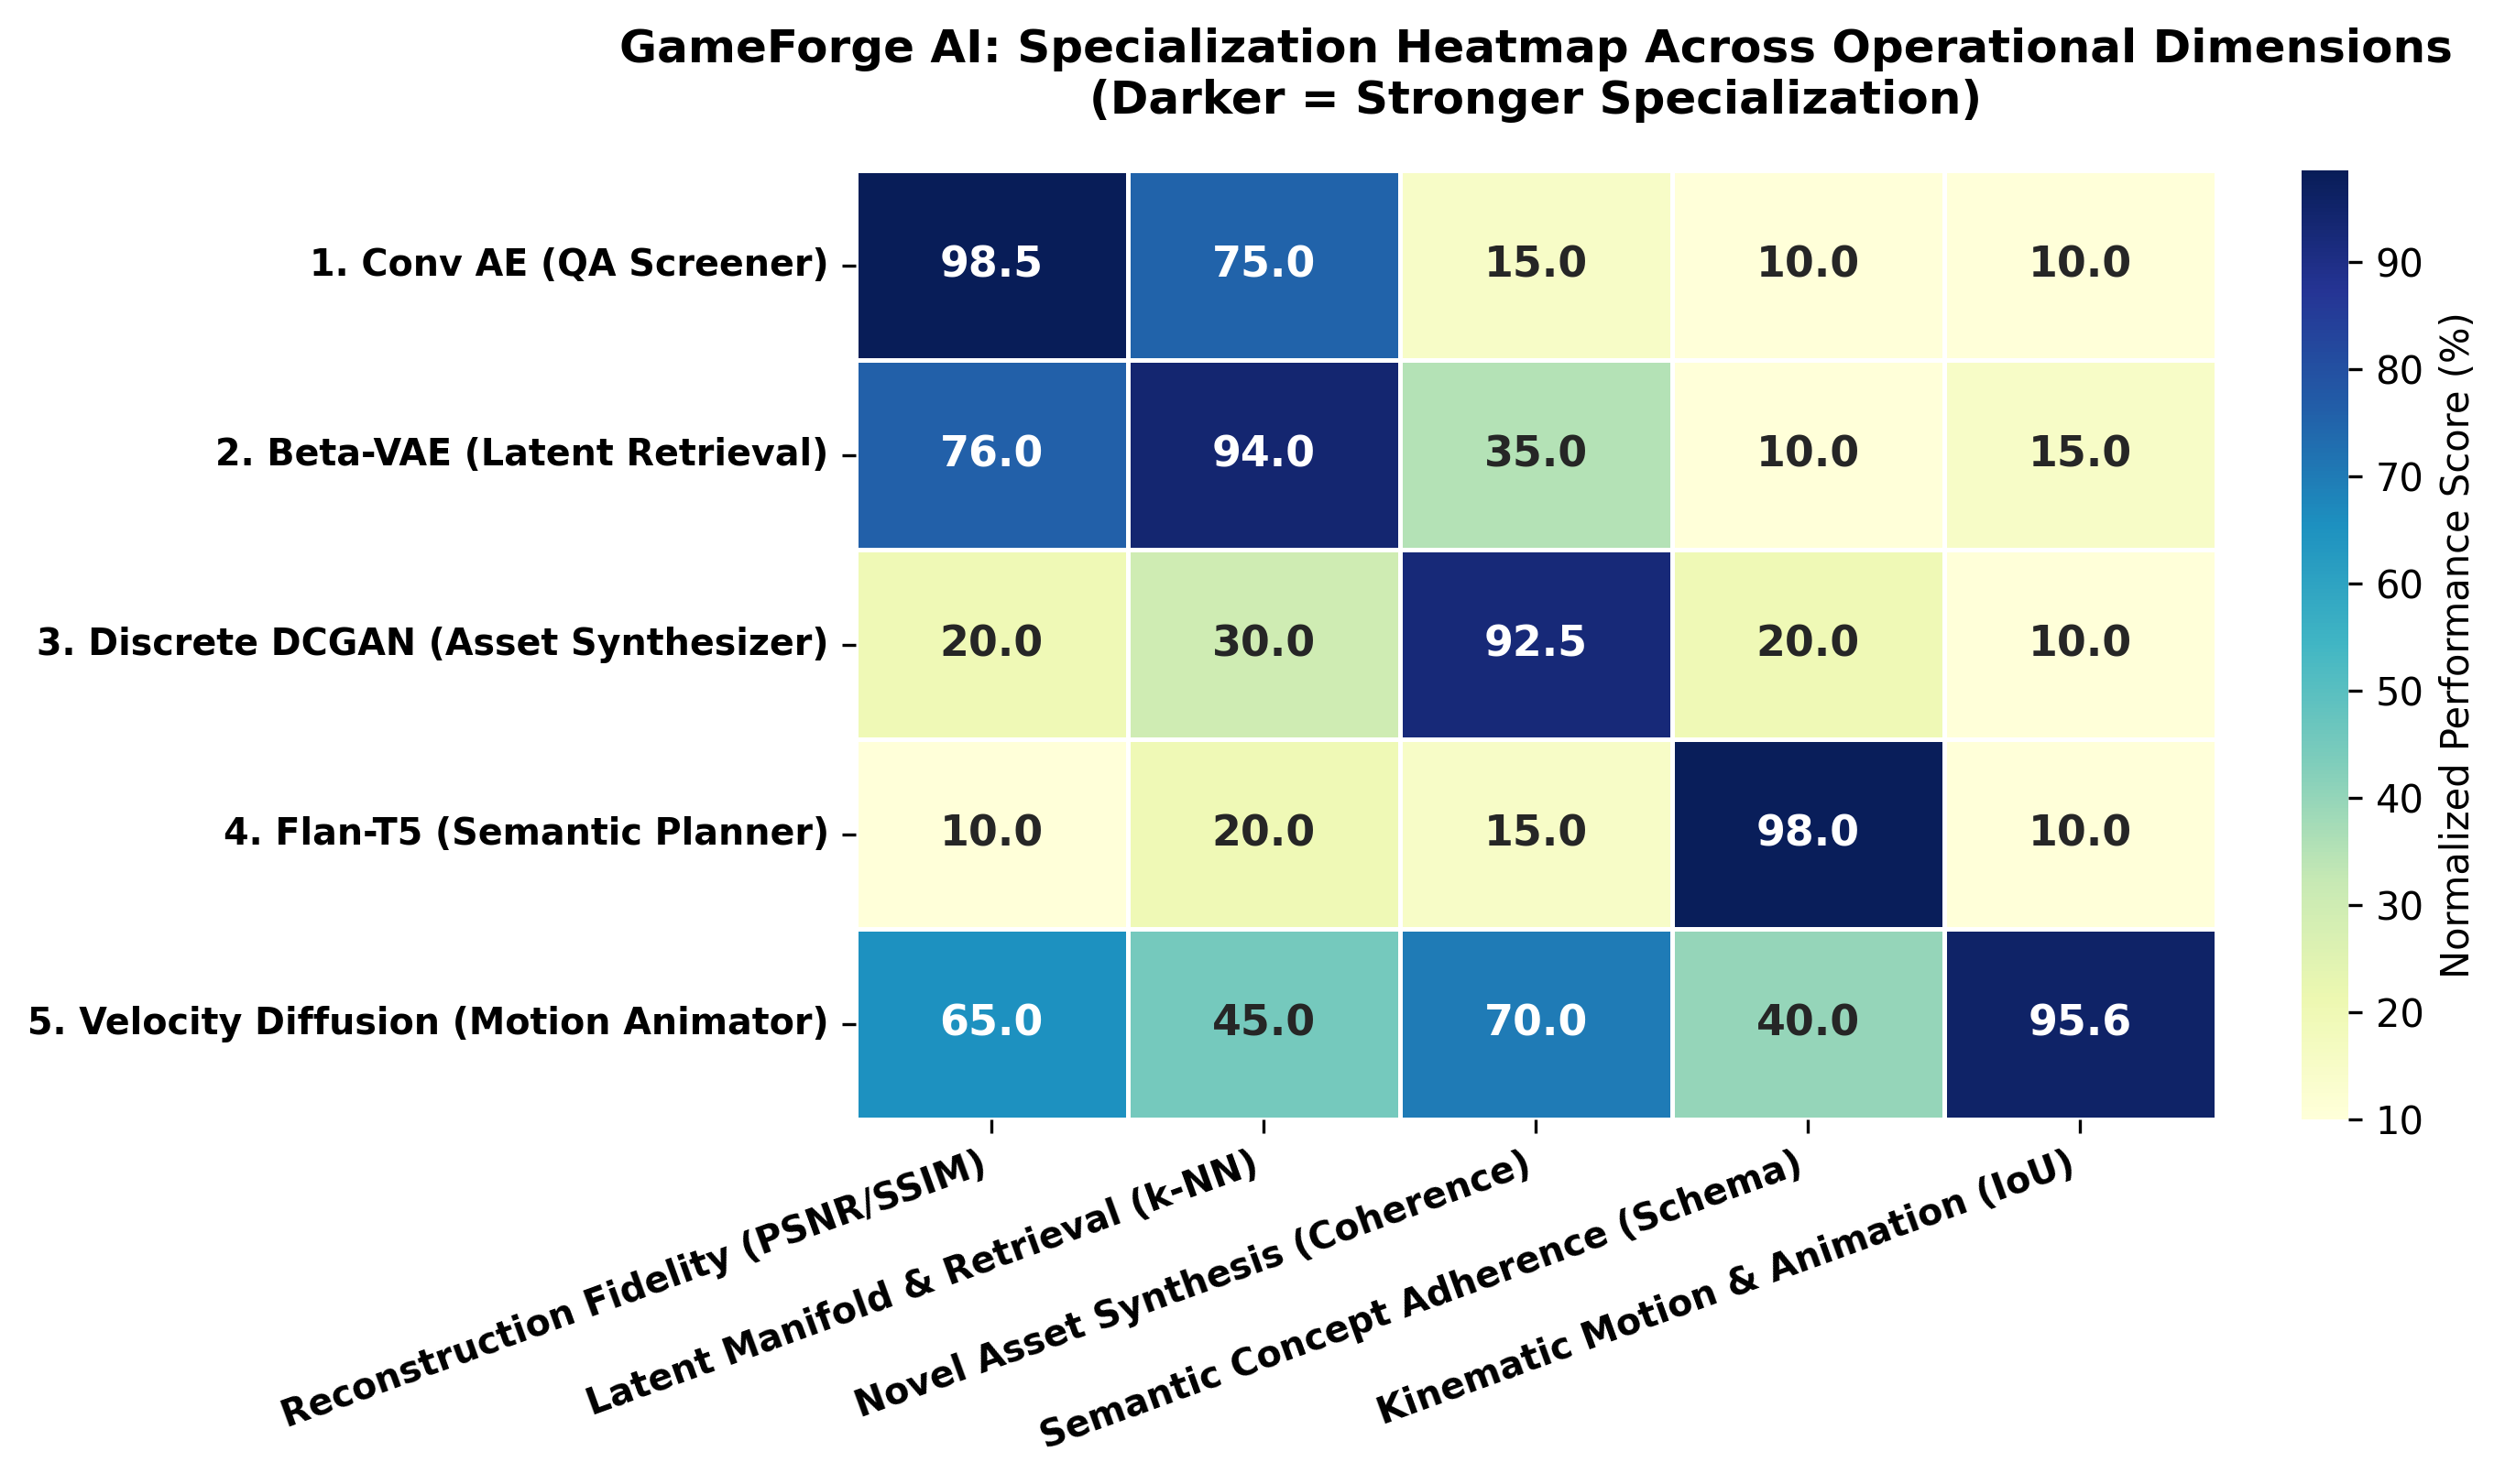 GameForge AI: Specialization Heatmap Across Operational Dimensions
(Darker = Stronger Specialization)
1. Conv AE (QA Screener)
98.5
75.0
15.0
10.0
10.0
2. Beta-VAE (Latent Retrieval)
76.0
94.0
35.0
10.0
15.0
3. Discrete DCGAN (Asset Synthesizer)
20.0
30.0
92.5
20.0
10.0
4. Flan-T5 (Semantic Planner)
10.0
20.0
15.0
98.0
10.0
5. Velocity Diffusion (Motion Animator)
65.0
45.0
70.0
40.0
95.6
Reconstruction Fidelity (PSNR/SSIM)
Latent Manifold & Retrieval (k-NN)
Novel Asset Synthesis (Coherence)
Semantic Concept Adherence (Schema)
Kinematic Motion & Animation (IoU)
90
80
70
60
50
40
30
20
10
Normalized Performance Score (%)